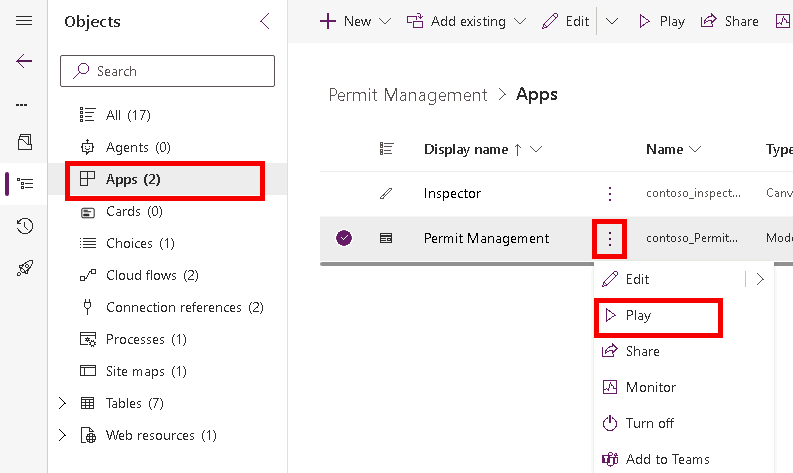 Objects
Search
All (17)
Agents (0)
Apps (2)
Cards (0)
Choices (1)
Cloud flows (2)
Connection references (2)
Processes (1)
Site maps (1)
Tables (7)
Web resources (1)
New Add existing Edit Play Share
Permit Management > Apps
Display name ↑ Name Type
Inspector contoso_inspect... Canv
Permit Management contoso_Permit... Mode
Edit
Play
Share
Monitor
Turn off
Add to Teams